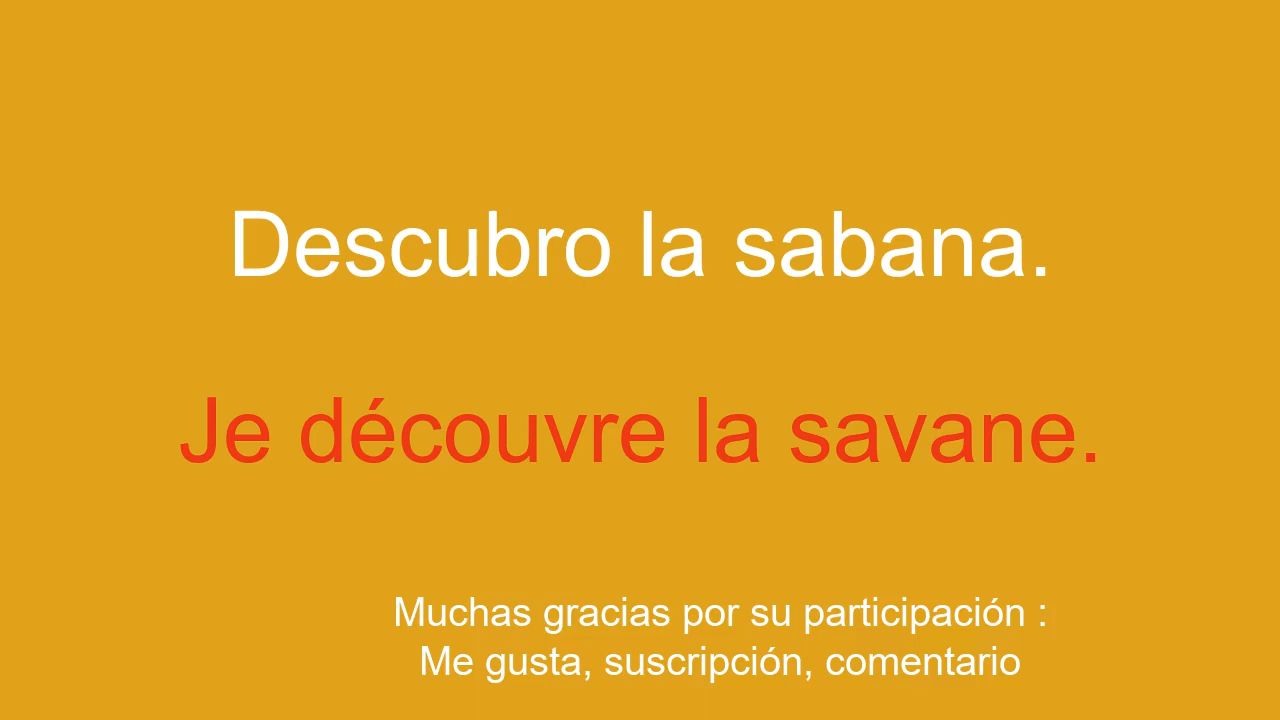 Descubro la sabana.
Je découvre la savane.
Muchas gracias por su participación :
Me gusta, suscripción, comentario